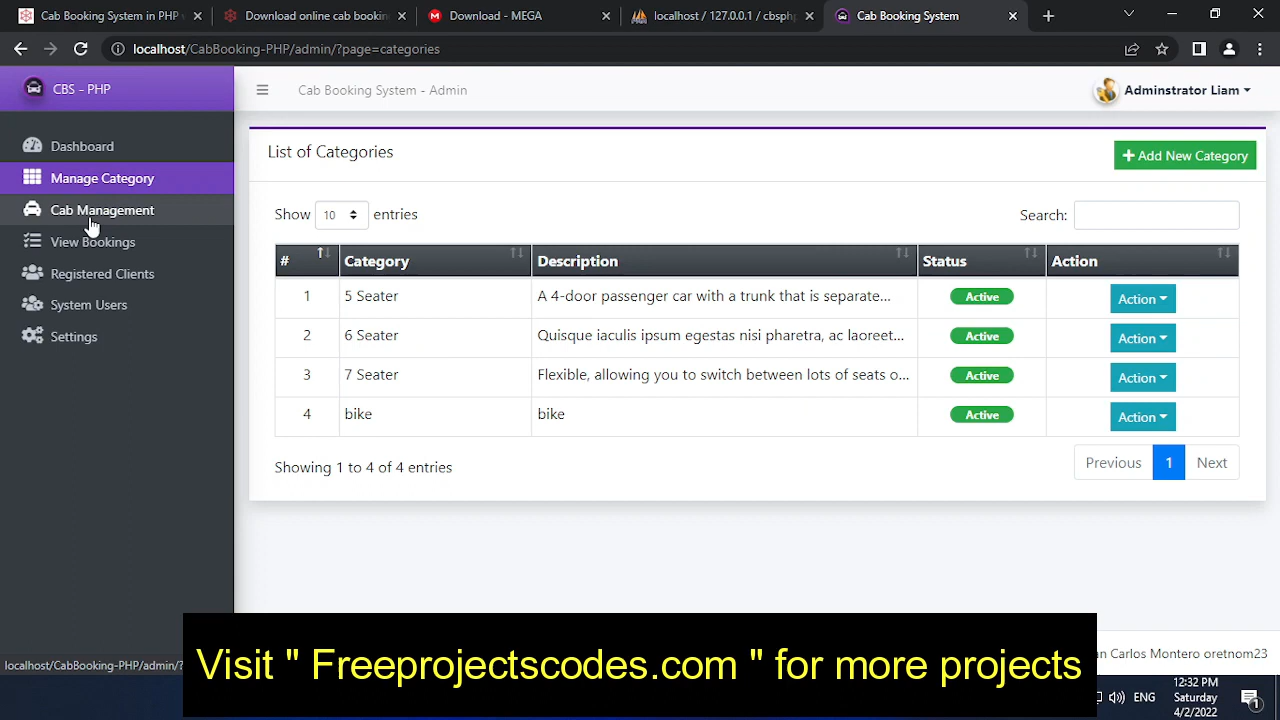 Cab Booking System In PHP
Download online cab bookin
Download - MEGA
localhost / 127.0.0.1 / cbsphp
Cab Booking System
localhost/CabBooking-PHP/admin/?page=categories
CBS - PHP
Cab Booking System - Admin
Adminstrator Liam
Dashboard
Manage Category
Cab Management
View Bookings
Registered Clients
System Users
Settings
List of Categories
Add New Category
Show 10 entries
Search:
# Category Description Status Action
1 5 Seater A 4-door passenger car with a trunk that is separate... Active Action
2 6 Seater Quisque iaculis ipsum egestas nisi pharetra, ac laoreet... Active Action
3 7 Seater Flexible, allowing you to switch between lots of seats o... Active Action
4 bike bike Active Action
Showing 1 to 4 of 4 entries
Previous 1 Next
Visit " Freeprojectscodes.com " for more projects
localhost/CabBooking-PHP/admin/?
an Carlos Montero oretnom23
ENG
12:32 PM
Saturday
4/2/2022
1